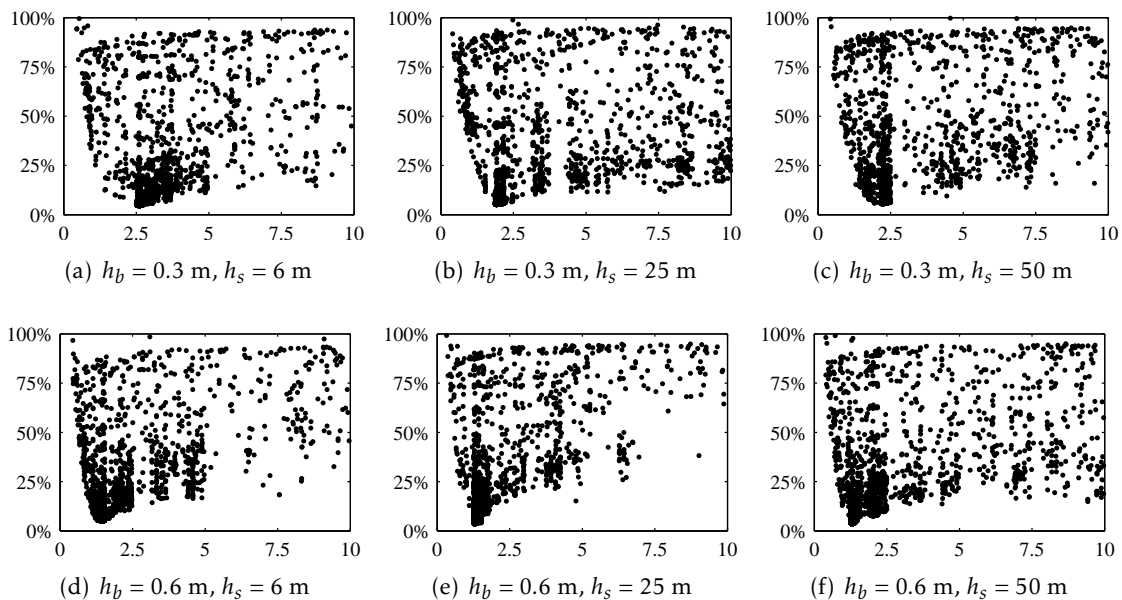 100%
75%
50%
25%
0%
0 2.5 5 7.5 10
(a) h_b = 0.3 m, h_s = 6 m
100%
75%
50%
25%
0%
0 2.5 5 7.5 10
(b) h_b = 0.3 m, h_s = 25 m
100%
75%
50%
25%
0%
0 2.5 5 7.5 10
(c) h_b = 0.3 m, h_s = 50 m
100%
75%
50%
25%
0%
0 2.5 5 7.5 10
(d) h_b = 0.6 m, h_s = 6 m
100%
75%
50%
25%
0%
0 2.5 5 7.5 10
(e) h_b = 0.6 m, h_s = 25 m
100%
75%
50%
25%
0%
0 2.5 5 7.5 10
(f) h_b = 0.6 m, h_s = 50 m